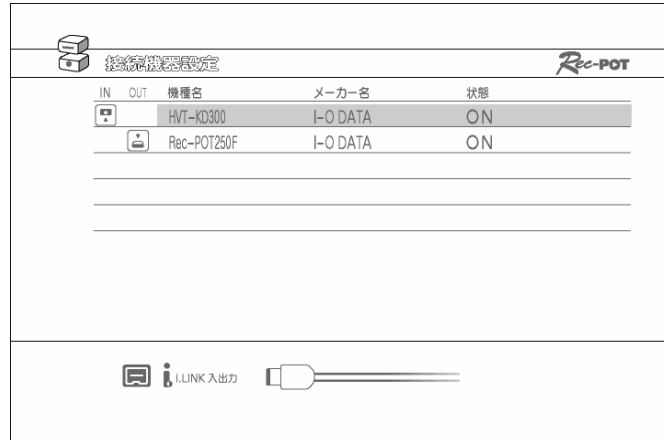 接続機器設定
Rec-POT
IN OUT 機種名 メーカー名 状態
HVT-KD300 I-O DATA ON
Rec-POT250F I-O DATA ON
i I.LINK 入出力